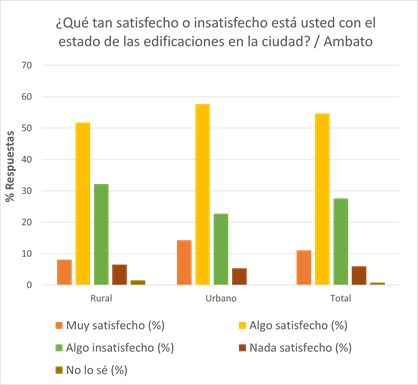 ¿Qué tan satisfecho o insatisfecho está usted con el
estado de las edificaciones en la ciudad? / Ambato
70
60
50
40
30
20
10
0
% Respuestas
Rural Urbano Total
Muy satisfecho (%) Algo satisfecho (%)
Algo insatisfecho (%) Nada satisfecho (%)
No lo sé (%)